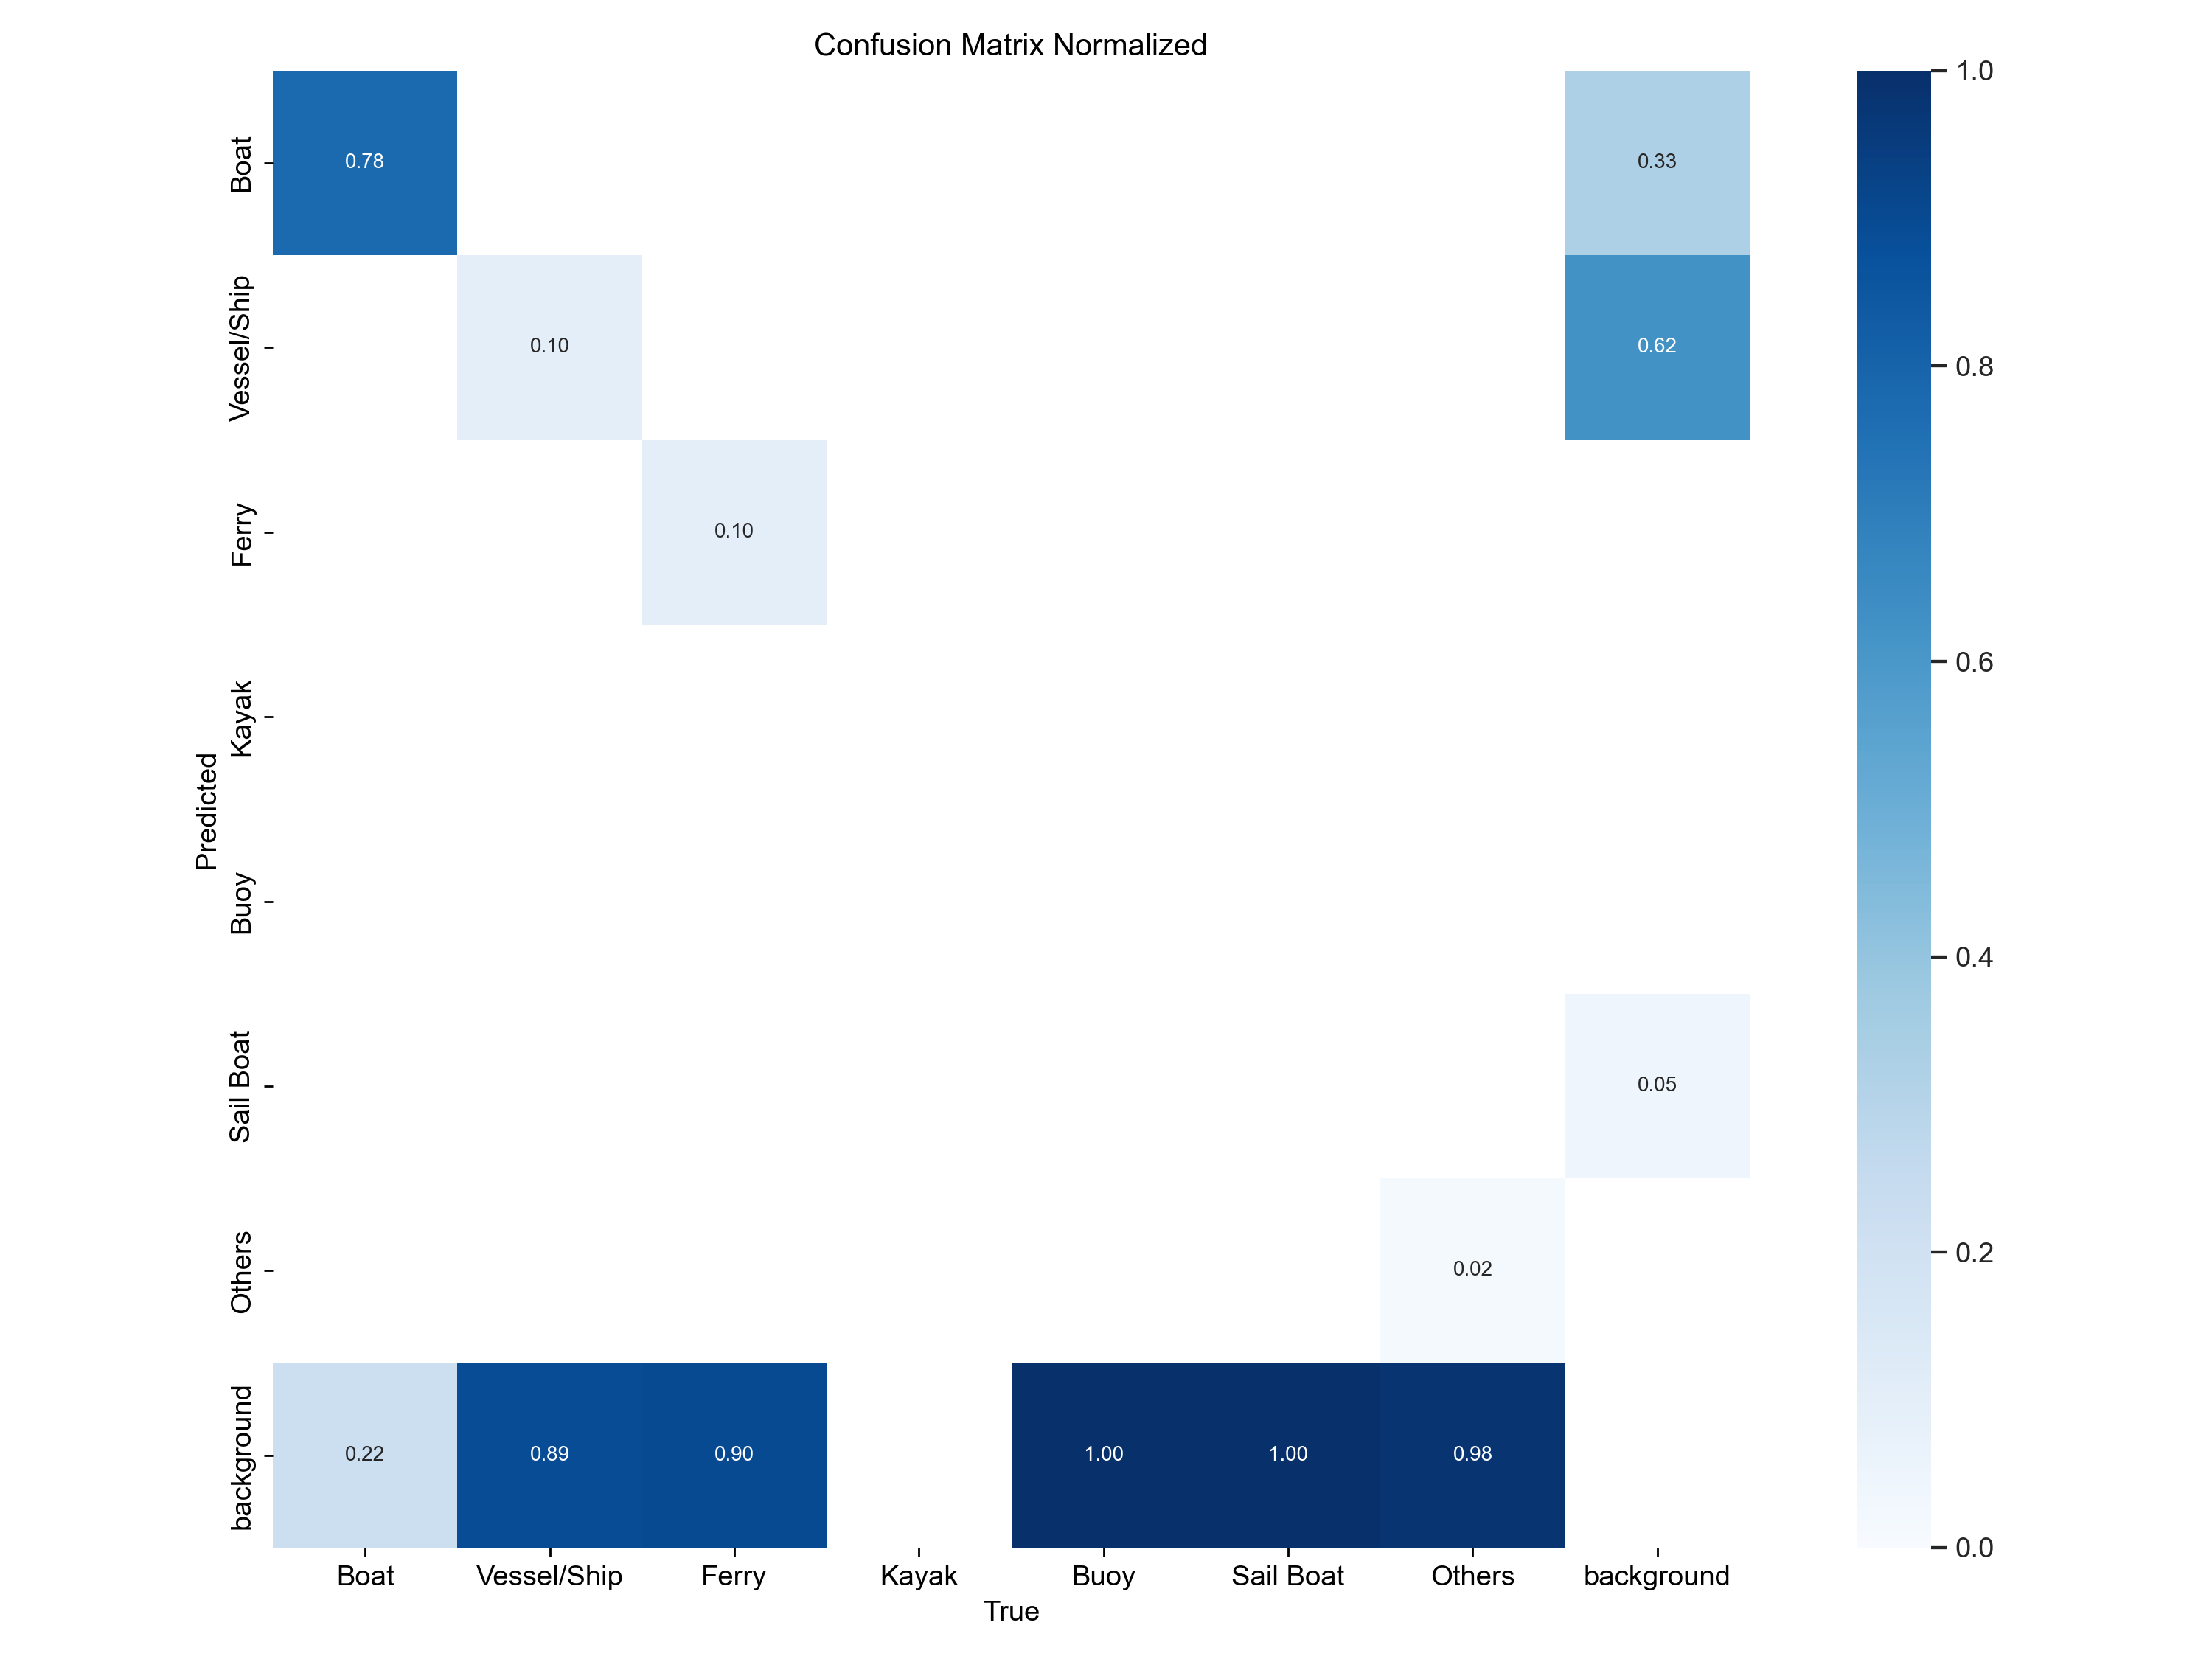 Confusion Matrix Normalized
Boat
0.78
0.33
1.0
Vessel/Ship
0.10
0.62
0.8
Ferry
0.10
0.6
Kayak
Predicted
Buoy
0.4
Sail Boat
0.05
Others
0.02
0.2
background
0.22
0.89
0.90
1.00
1.00
0.98
0.0
Boat
Vessel/Ship
Ferry
Kayak
Buoy
Sail Boat
Others
background
True